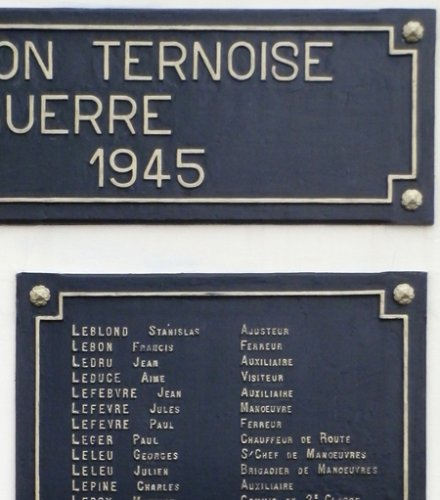 ON TERNOISE
GUERRE
1945
LEBLOND STANISLAS AJUSTEUR
LEBON FRANCIS FERREUR
LEDRU JEAN AUXILIAIRE
LEDUCE AIME VISITEUR
LEFEBVRE JEAN AUXILIAIRE
LEFEVRE JULES MANOEUVRE
LEFEVRE PAUL FERREUR
LEGER PAUL CHAUFFEUR DE ROUTE
LELEU GEORGES S/CHEF DE MANOEUVRES
LELEU JULIEN BRIGADIER DE MANOEUVRES
LEPINE CHARLES AUXILIAIRE
LEROY